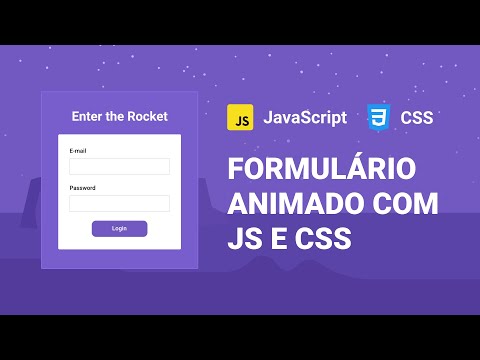 Enter the Rocket
E-mail
Password
Login
JS JavaScript CSS
FORMULÁRIO
ANIMADO COM
JS E CSS